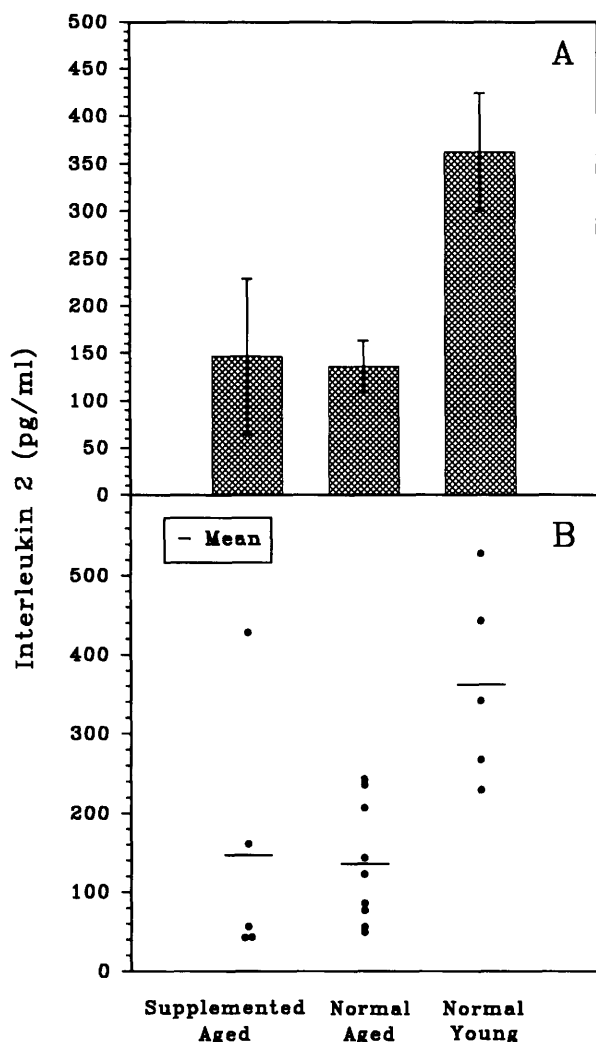 500
450
400
350
300
250
200
150
100
50
0
A
Interleukin 2 (pg/ml)
– Mean
B
500
400
300
200
100
0
Supplemented Aged
Normal Aged
Normal Young